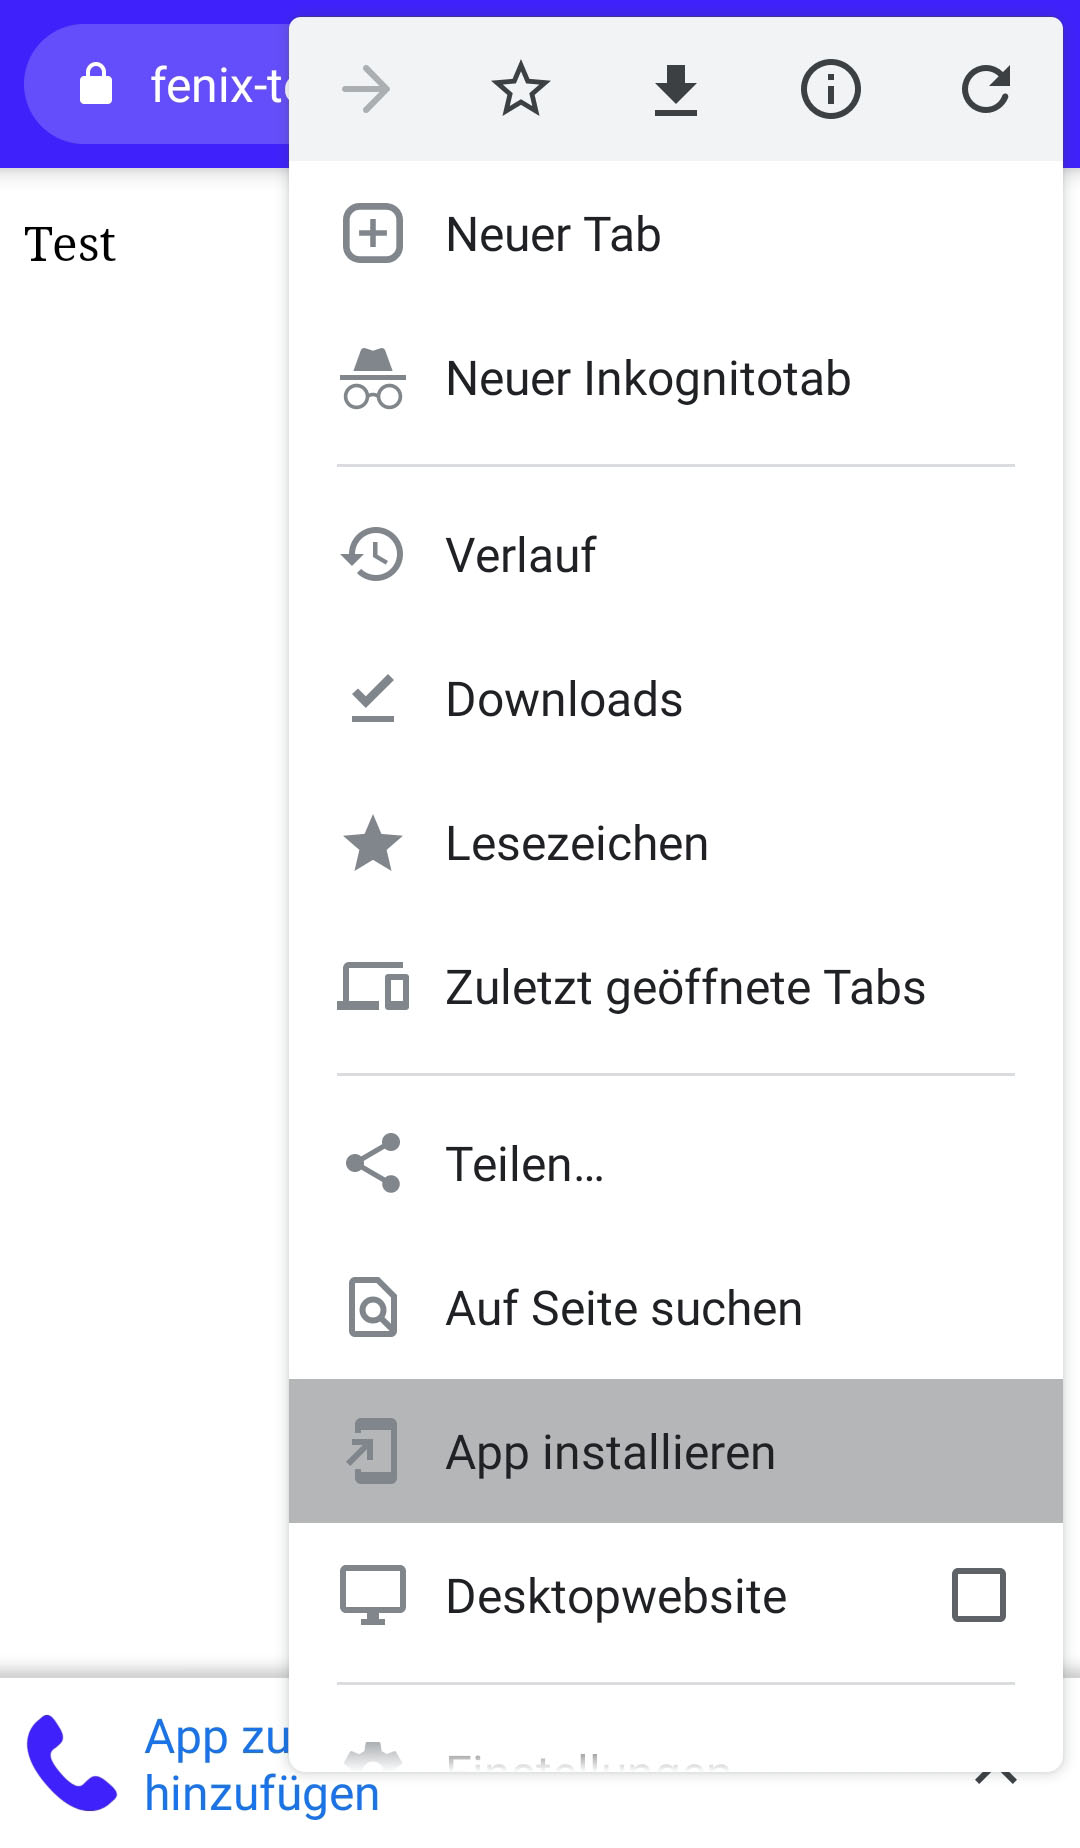 fenix-t
Test
Neuer Tab
Neuer Inkognitotab
Verlauf
Downloads
Lesezeichen
Zuletzt geöffnete Tabs
Teilen…
Auf Seite suchen
App installieren
Desktopwebsite
Einstellungen
App zu
hinzufügen